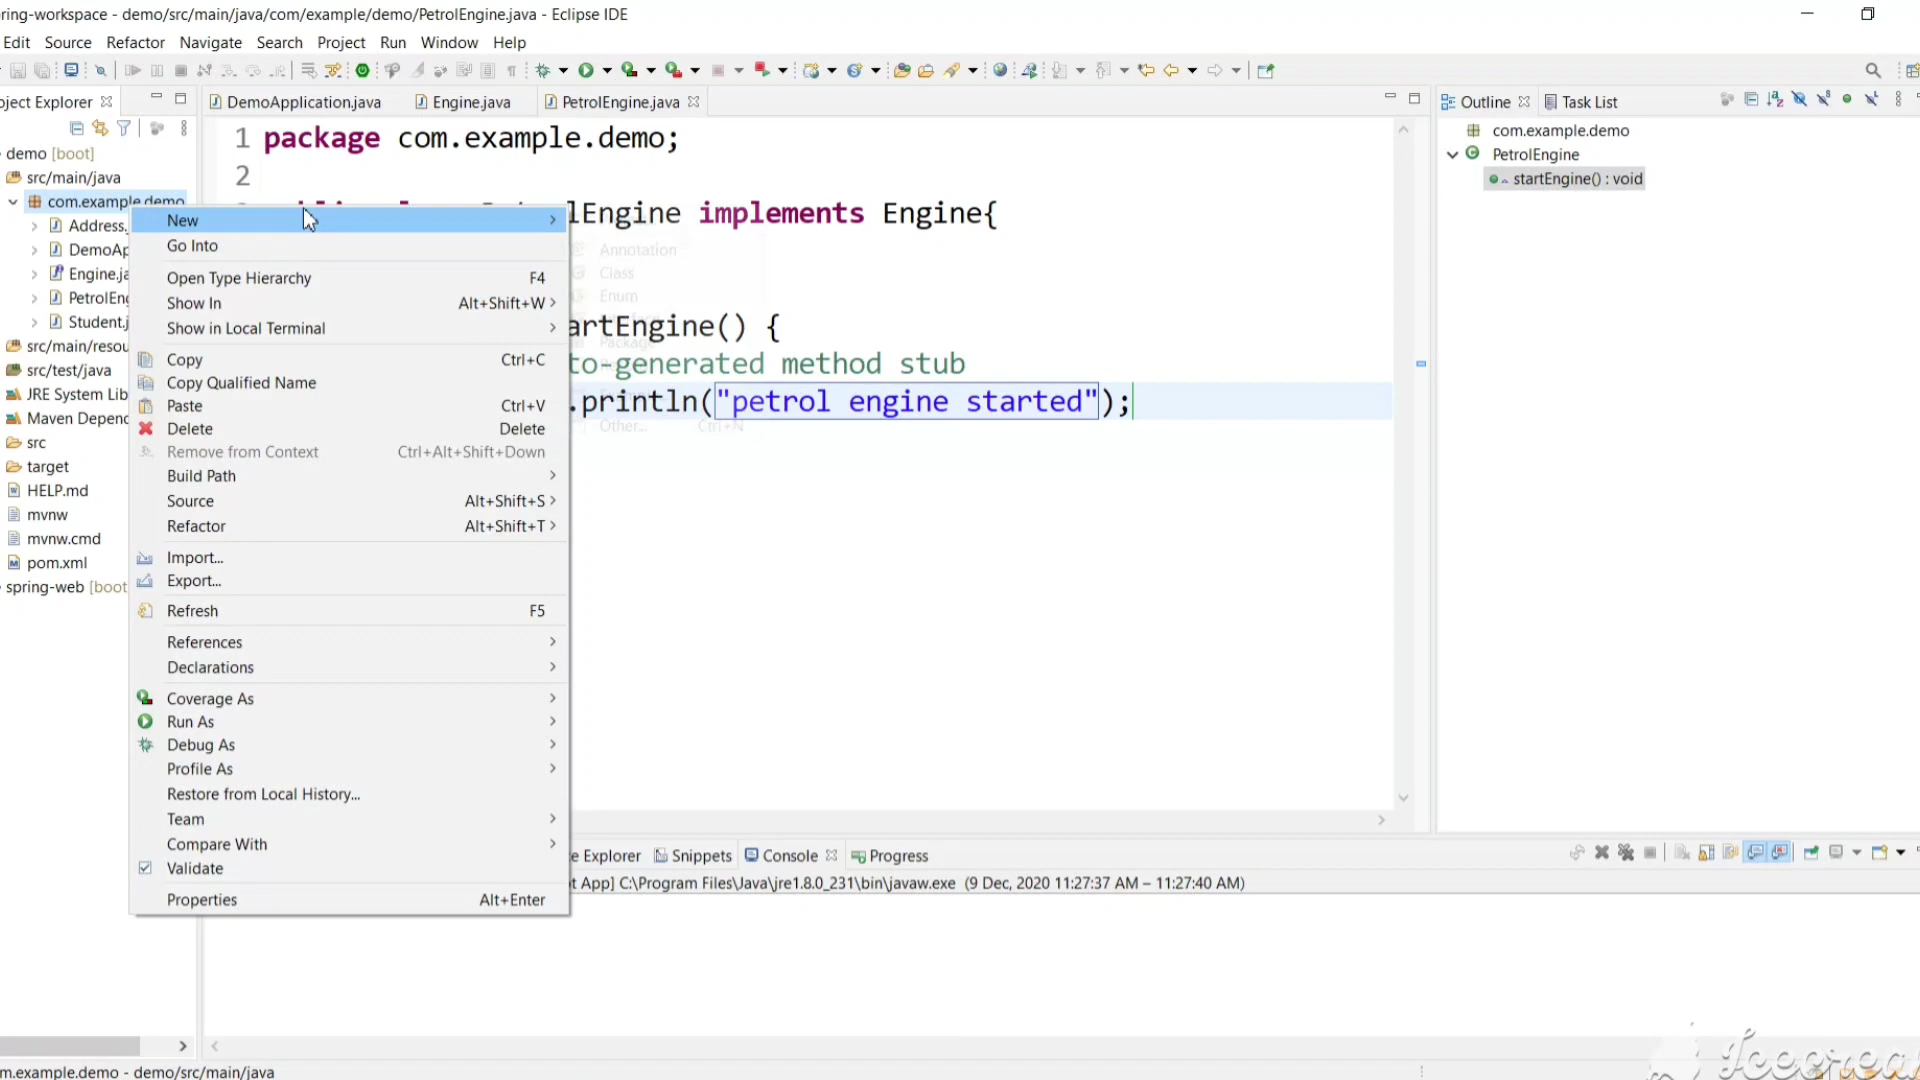 ring-workspace - demo/src/main/java/com/example/demo/PetrolEngine.java - Eclipse IDE
Edit Source Refactor Navigate Search Project Run Window Help
oject Explorer
DemoApplication.java
Engine.java
PetrolEngine.java
Outline
Task List
demo [boot]
src/main/java
com.example.demo
Address.
DemoAp
Engine.ja
PetrolEng
Student.j
src/main/resou
src/test/java
JRE System Lib
Maven Depend
src
target
HELP.md
mvnw
mvnw.cmd
pom.xml
spring-web [boot
1 package com.example.demo;
2
lEngine implements Engine{
artEngine() {
to-generated method stub
.println("petrol engine started");
New
Go Into
Open Type Hierarchy F4
Show In Alt+Shift+W
Show in Local Terminal
Copy Ctrl+C
Copy Qualified Name
Paste Ctrl+V
Delete Delete
Remove from Context Ctrl+Alt+Shift+Down
Build Path
Source Alt+Shift+S
Refactor Alt+Shift+T
Import...
Export...
Refresh F5
References
Declarations
Coverage As
Run As
Debug As
Profile As
Restore from Local History...
Team
Compare With
Validate
Properties Alt+Enter
Annotation
Class
Enum
Package
Other... Ctrl+N
com.example.demo
PetrolEngine
startEngine() : void
e Explorer
Snippets
Console
Progress
t App] C:\Program Files\Java\jre1.8.0_231\bin\javaw.exe (9 Dec, 2020 11:27:37 AM – 11:27:40 AM)
m.example.demo - demo/src/main/java
Icecrea